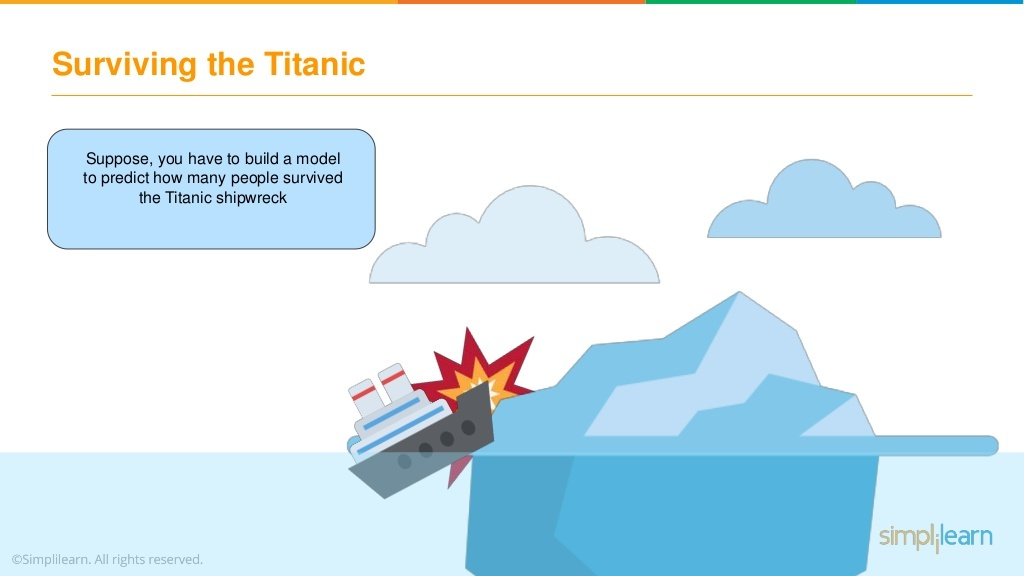 Surviving the Titanic
Suppose, you have to build a model
to predict how many people survived
the Titanic shipwreck
©Simplilearn. All rights reserved.
simplilearn